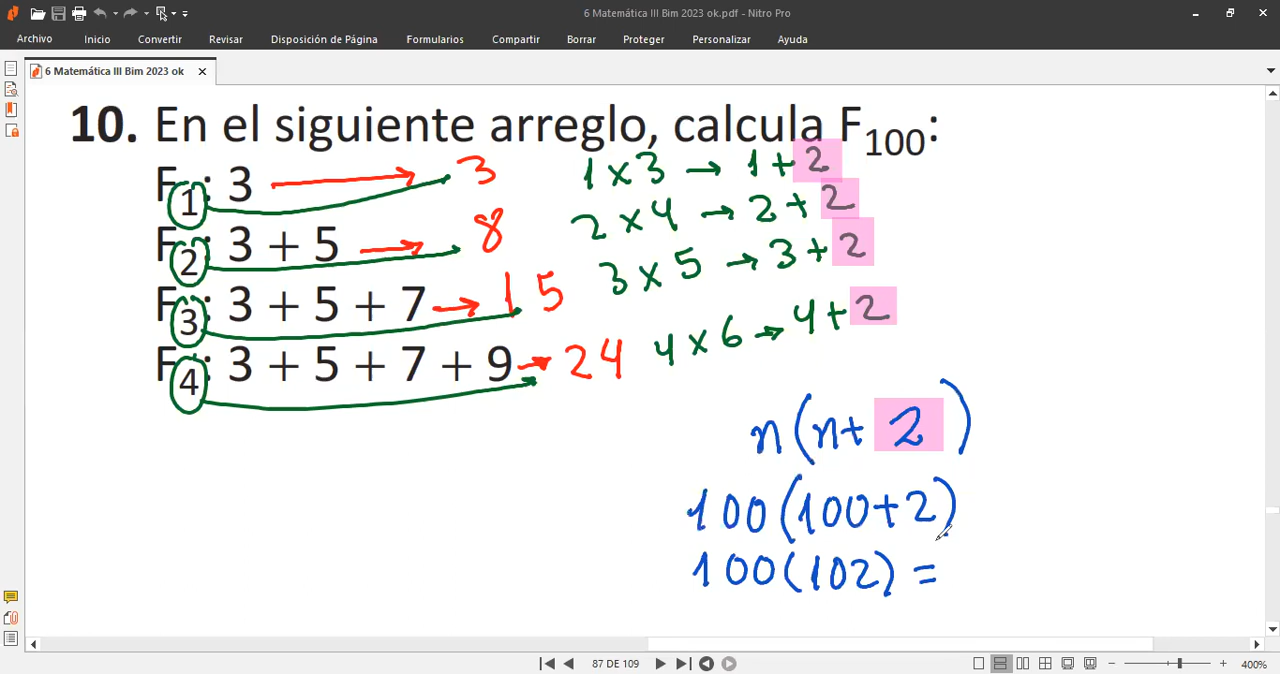 6 Matemática III Bim 2023 ok.pdf - Nitro Pro
Archivo Inicio Convertir Revisar Disposición de Página Formularios Compartir Borrar Proteger Personalizar Ayuda
6 Matemática III Bim 2023 ok
10. En el siguiente arreglo, calcula F100:
F1: 3 → 3 1 x 3 → 1 + 2
F2: 3 + 5 → 8 2 x 4 → 2 + 2
F3: 3 + 5 + 7 → 15 3 x 5 → 3 + 2
F4: 3 + 5 + 7 + 9 → 24 4 x 6 → 4 + 2
n(n+ 2)
100(100+2)
100(102) =
87 DE 109 400%